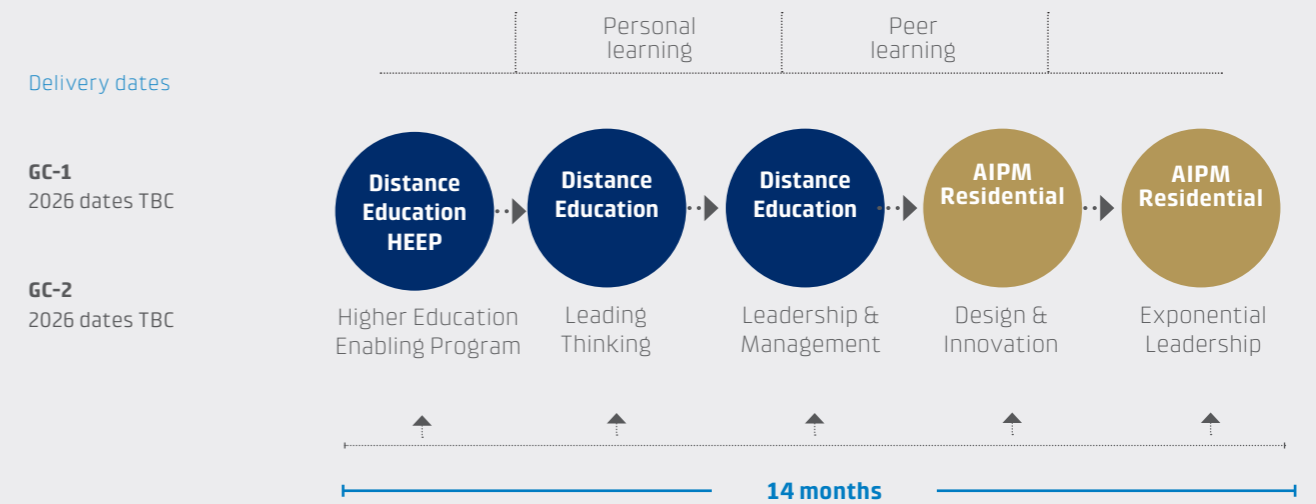 Personal
learning
Peer
learning
Delivery dates
GC-1
2026 dates TBC
GC-2
2026 dates TBC
Distance
Education
HEEP
Distance
Education
Distance
Education
AIPM
Residential
AIPM
Residential
Higher Education
Enabling Program
Leading
Thinking
Leadership &
Management
Design &
Innovation
Exponential
Leadership
14 months